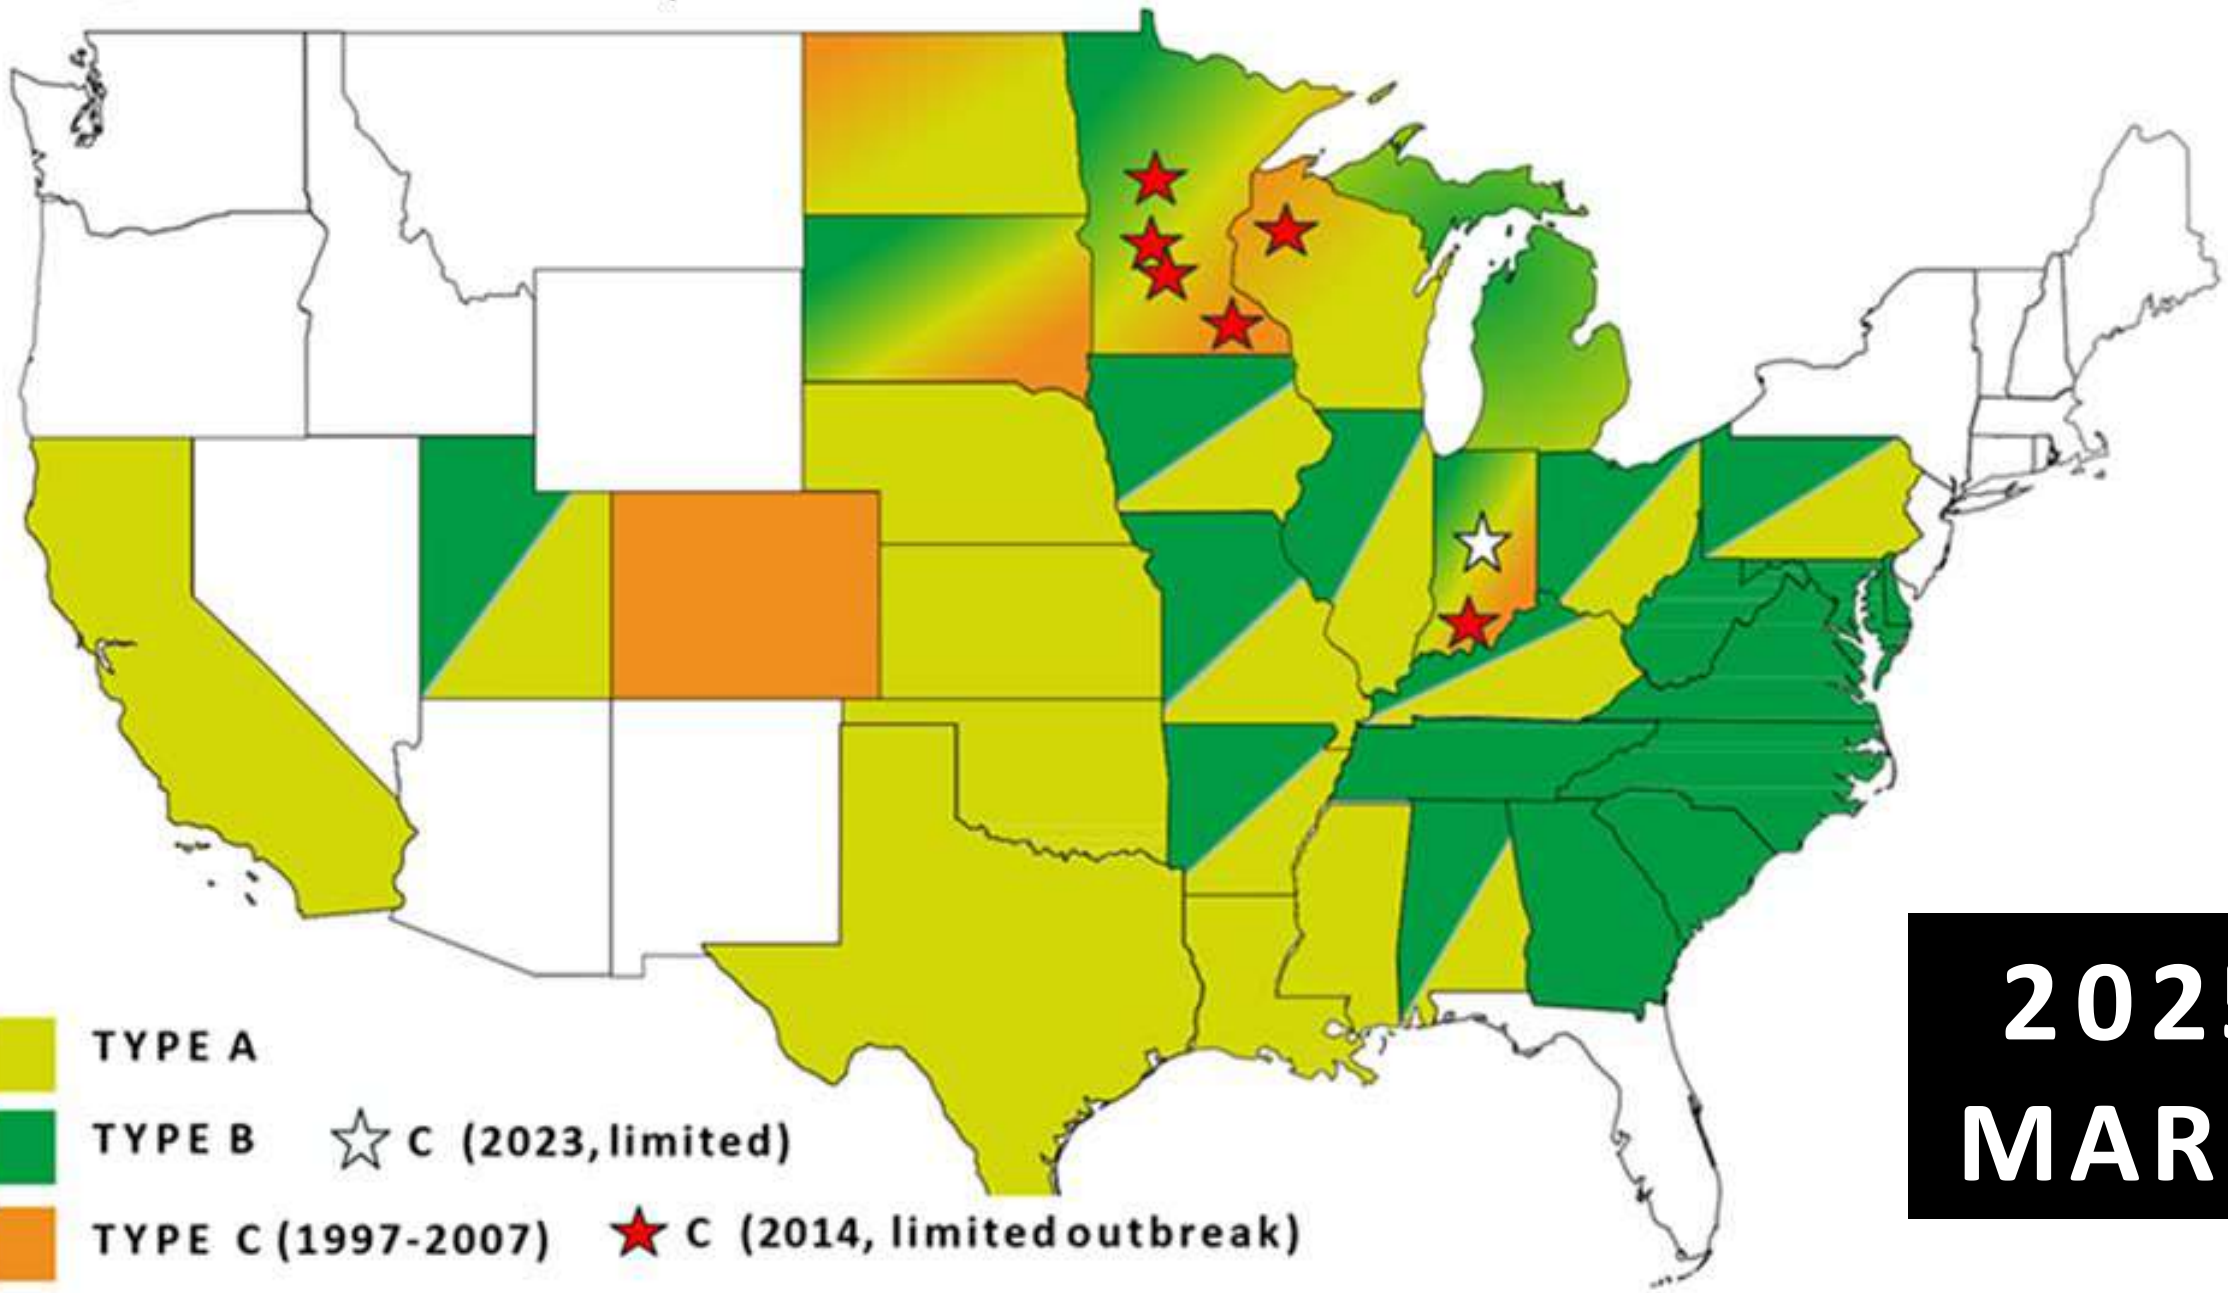 TYPE A
TYPE B
C (2023, limited)
TYPE C (1997-2007)
C (2014, limited outbreak)
202
MAR